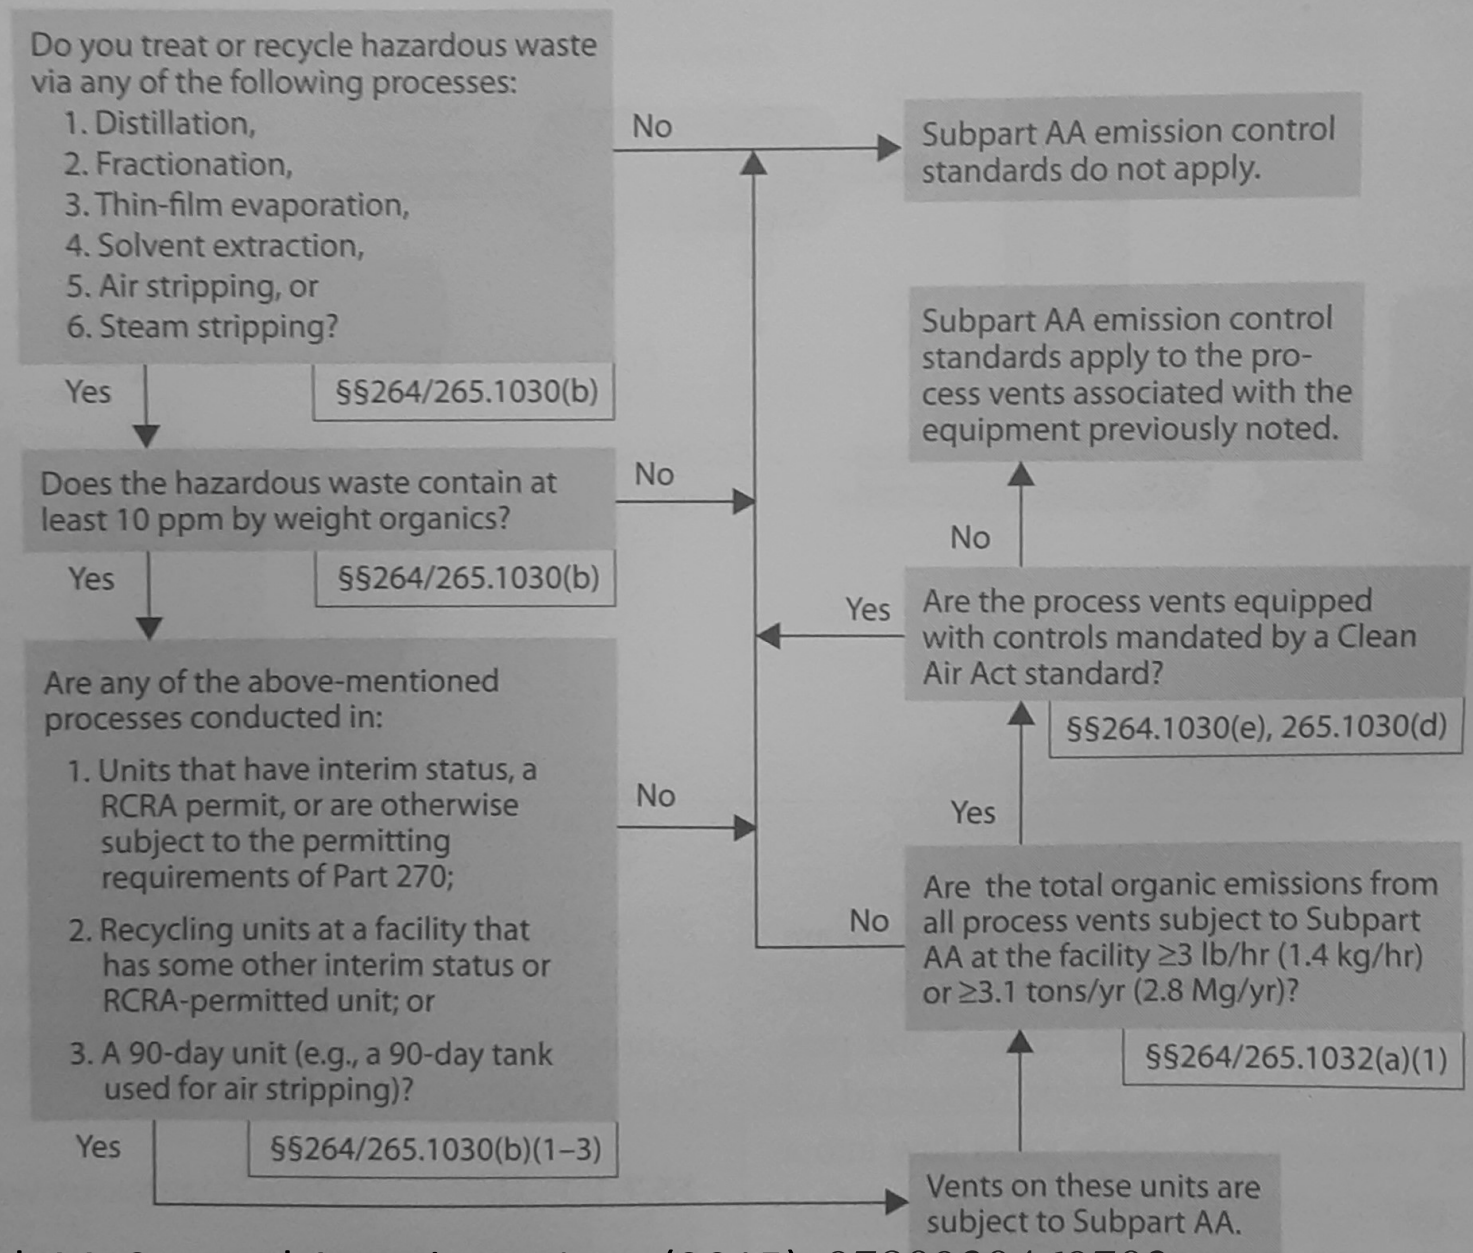 Do you treat or recycle hazardous waste
via any of the following processes:
1. Distillation,
2. Fractionation,
3. Thin-film evaporation,
4. Solvent extraction,
5. Air stripping, or
6. Steam stripping?
No
Subpart AA emission control
standards do not apply.
Yes
§§264/265.1030(b)
Does the hazardous waste contain at
least 10 ppm by weight organics?
No
Yes
§§264/265.1030(b)
Are any of the above-mentioned
processes conducted in:
1. Units that have interim status, a
RCRA permit, or are otherwise
subject to the permitting
requirements of Part 270;
2. Recycling units at a facility that
has some other interim status or
RCRA-permitted unit; or
3. A 90-day unit (e.g., a 90-day tank
used for air stripping)?
No
Yes
§§264/265.1030(b)(1–3)
Vents on these units are
subject to Subpart AA.
Are the total organic emissions from
all process vents subject to Subpart
AA at the facility ≥3 lb/hr (1.4 kg/hr)
or ≥3.1 tons/yr (2.8 Mg/yr)?
§§264/265.1032(a)(1)
No
Yes
Are the process vents equipped
with controls mandated by a Clean
Air Act standard?
§§264.1030(e), 265.1030(d)
Yes
No
Subpart AA emission control
standards apply to the pro-
cess vents associated with the
equipment previously noted.